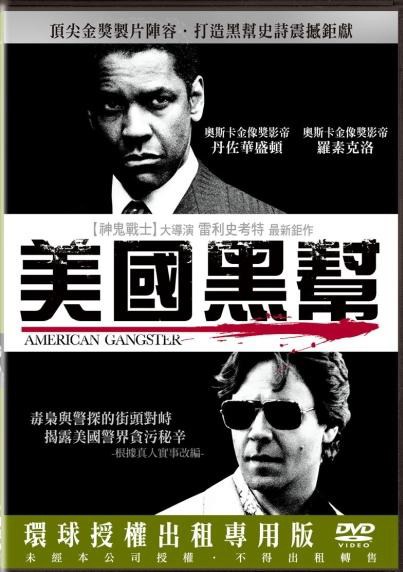 頂尖金獎製片陣容‧打造黑幫史詩震撼鉅獻
奧斯卡金像獎影帝 奧斯卡金像獎影帝
丹佐華盛頓 羅素克洛
【神鬼戰士】大導演 雷利史考特 最新鉅作
美國黑幫
AMERICAN GANGSTER
毒梟與警探的街頭對峙
揭露美國警界貪污秘辛
-根據真人實事改編-
環球授權出租專用版 DVD
VIDEO
未經本公司授權‧不得出租轉售